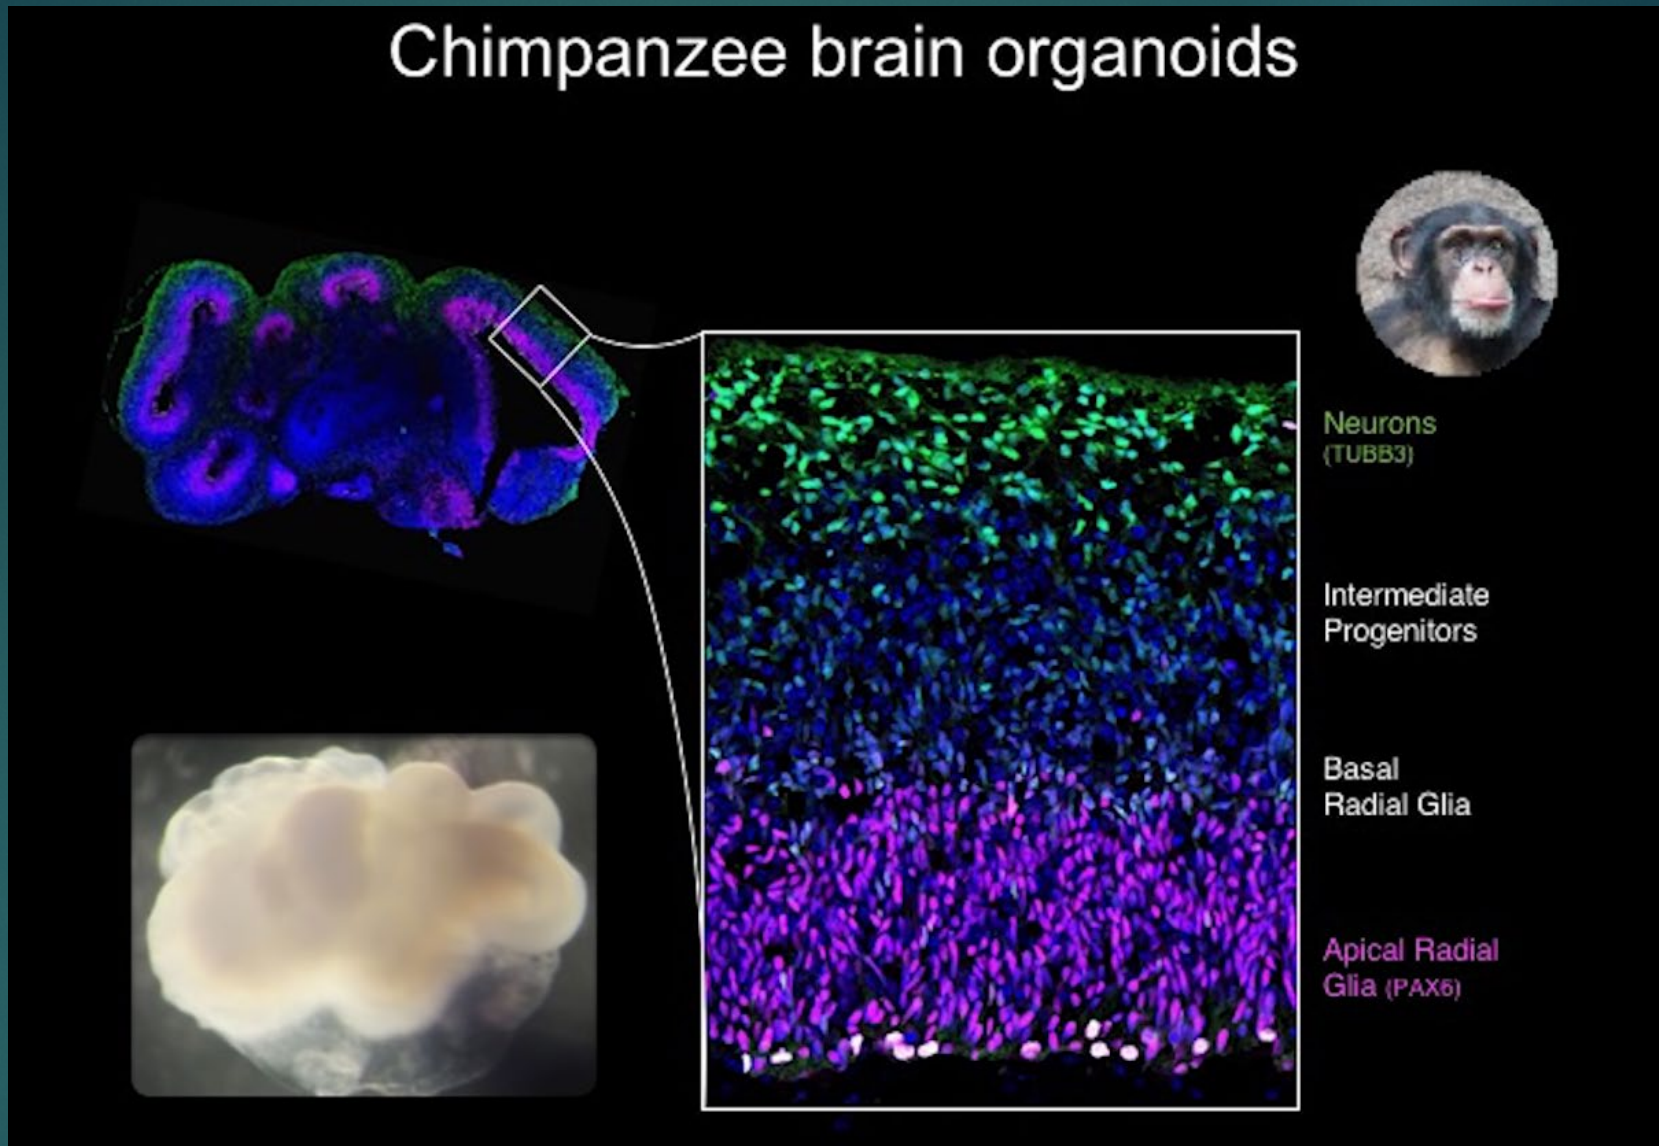 Chimpanzee brain organoids
Neurons
(TUBB3)
Intermediate
Progenitors
Basal
Radial Glia
Apical Radial
Glia (PAX6)